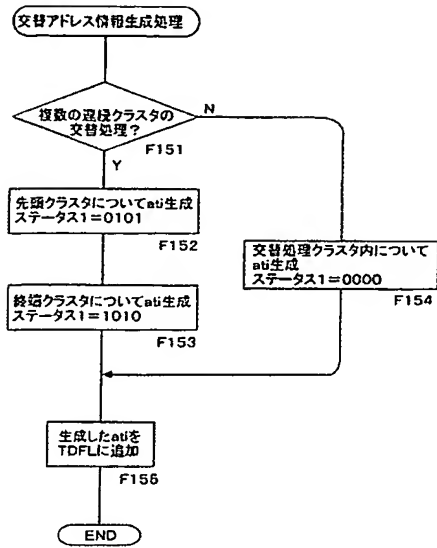 交替アドレス情報生成処理
複数の連続クラスタの
交替処理?
N
F151
Y
先頭クラスタについてati生成
ステータス1=0101
F152
交替処理クラスタ内について
ati生成
ステータス1=0000
F154
終端クラスタについてati生成
ステータス1=1010
F153
生成したatiを
TDFLに追加
F155
END